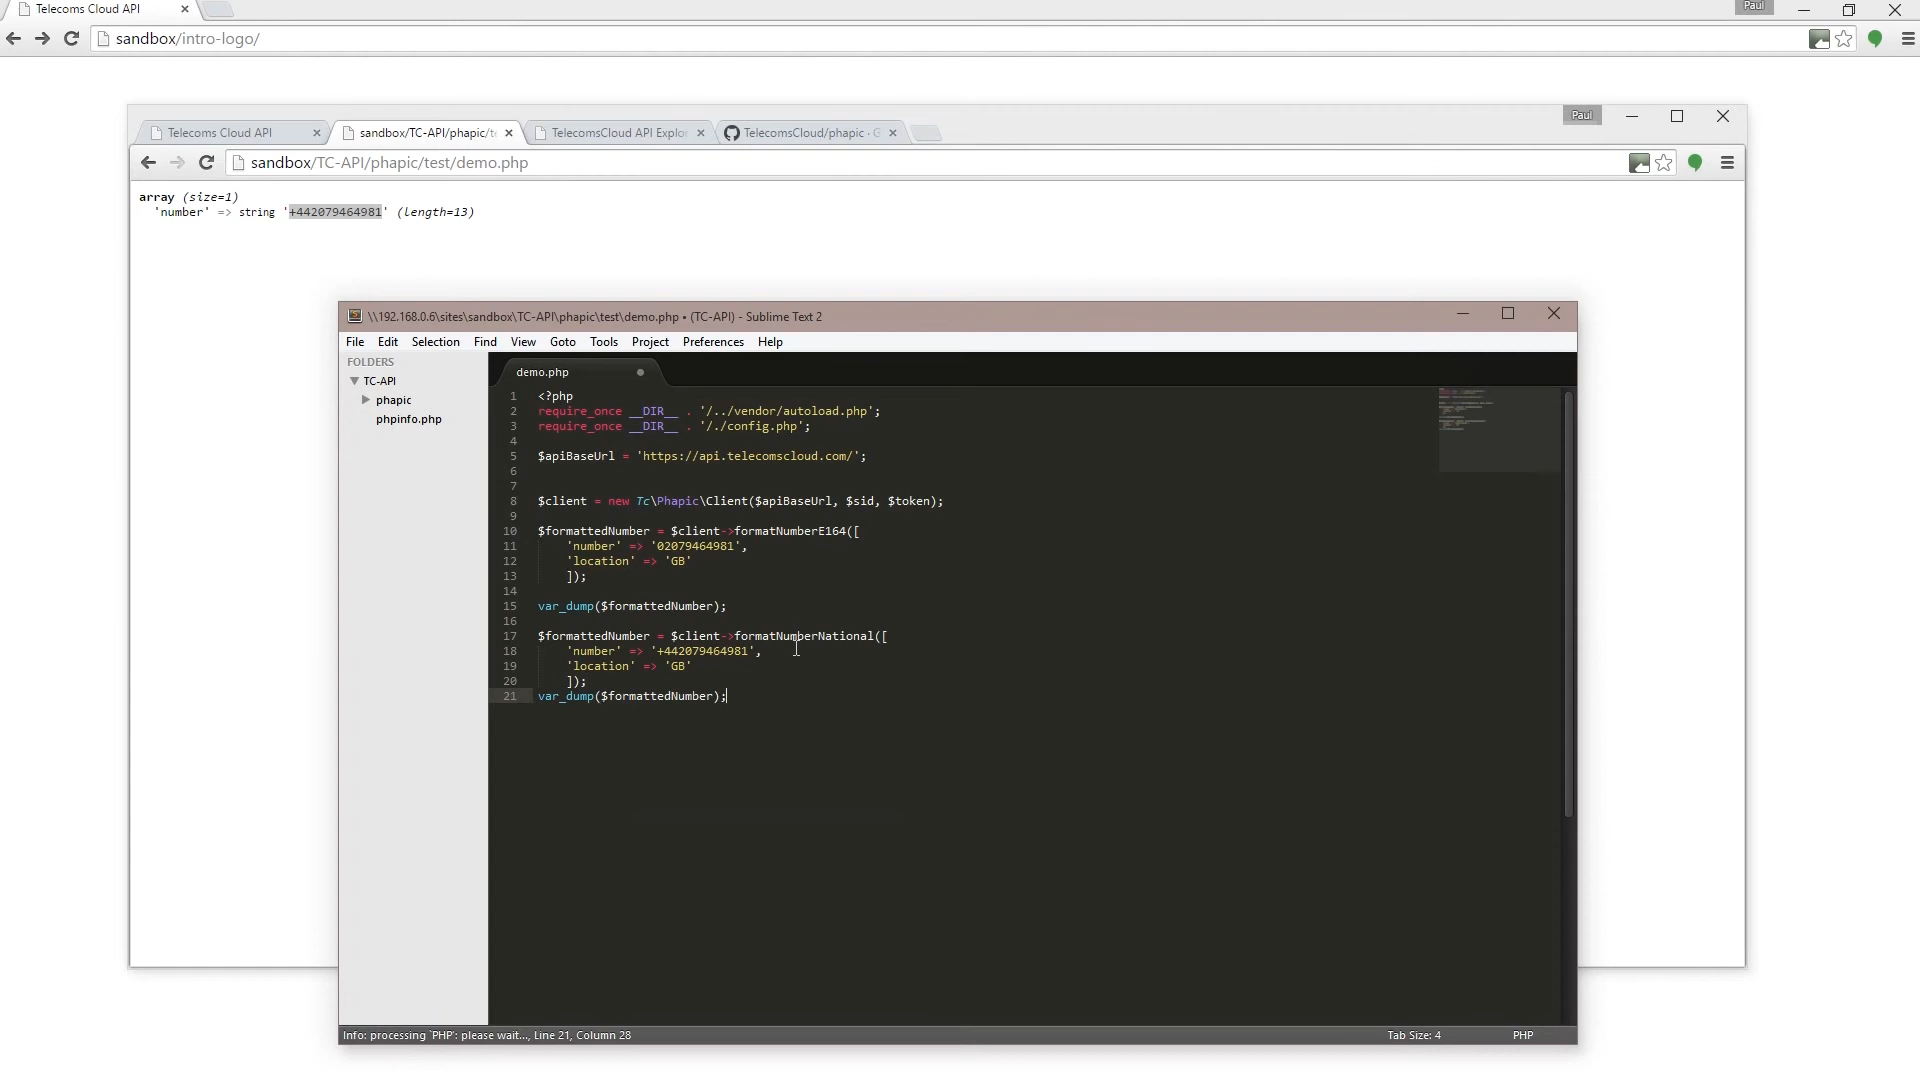 Telecoms Cloud API
Paul
sandbox/intro-logo/
Paul
Telecoms Cloud API
sandbox/TC-API/phapic/te
TelecomsCloud API Explor
TelecomsCloud/phapic · G
sandbox/TC-API/phapic/test/demo.php
array (size=1)
'number' => string '+442079464981' (length=13)
\\192.168.0.6\sites\sandbox\TC-API\phapic\test\demo.php • (TC-API) - Sublime Text 2
File Edit Selection Find View Goto Tools Project Preferences Help
FOLDERS
TC-API
phapic
phpinfo.php
demo.php
1 <?php
2 require_once __DIR__ . '/../vendor/autoload.php';
3 require_once __DIR__ . '/./config.php';
4
5 $apiBaseUrl = 'https://api.telecomscloud.com/';
6
7
8 $client = new Tc\Phapic\Client($apiBaseUrl, $sid, $token);
9
10 $formattedNumber = $client->formatNumberE164([
11 'number' => '02079464981',
12 'location' => 'GB'
13 ]);
14
15 var_dump($formattedNumber);
16
17 $formattedNumber = $client->formatNumberNational([
18 'number' => '+442079464981',
19 'location' => 'GB'
20 ]);
21 var_dump($formattedNumber);
Info: processing `PHP`: please wait..., Line 21, Column 28
Tab Size: 4
PHP